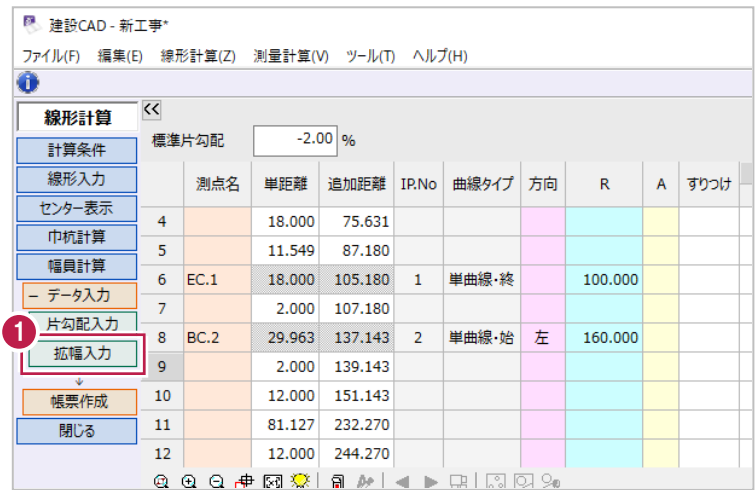 建設CAD - 新工事*
ファイル(F) 編集(E) 線形計算(Z) 測量計算(V) ツール(T) ヘルプ(H)
線形計算
計算条件
線形入力
センター表示
巾杭計算
幅員計算
− データ入力
片勾配入力
1
拡幅入力
↓
帳票作成
閉じる
<<
標準片勾配 -2.00 %
測点名 単距離 追加距離 IP.No 曲線タイプ 方向 R A すりつけ
4 18.000 75.631
5 11.549 87.180
6 EC.1 18.000 105.180 1 単曲線・終 100.000
7 2.000 107.180
8 BC.2 29.963 137.143 2 単曲線・始 左 160.000
9 2.000 139.143
10 12.000 151.143
11 81.127 232.270
12 12.000 244.270